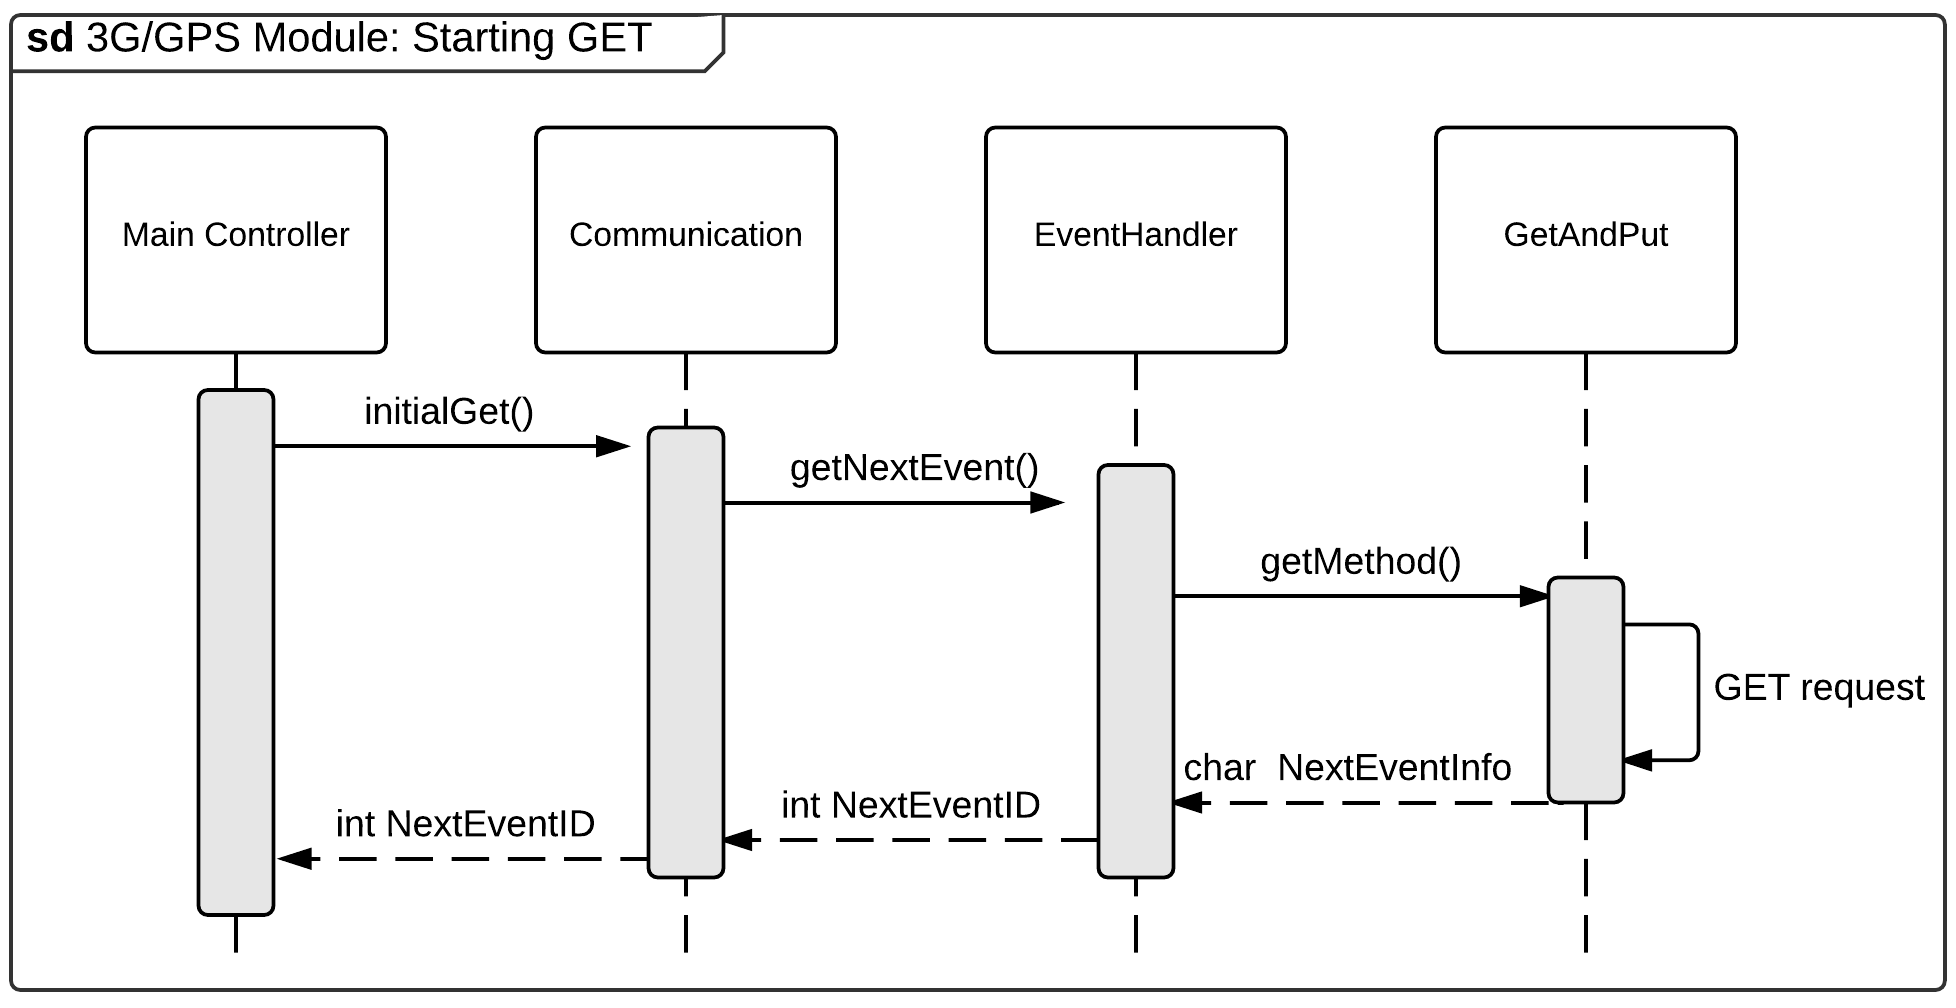 sd 3G/GPS Module: Starting GET
Main Controller
Communication
EventHandler
GetAndPut
initialGet()
getNextEvent()
getMethod()
GET request
char  NextEventInfo
int NextEventID
int NextEventID